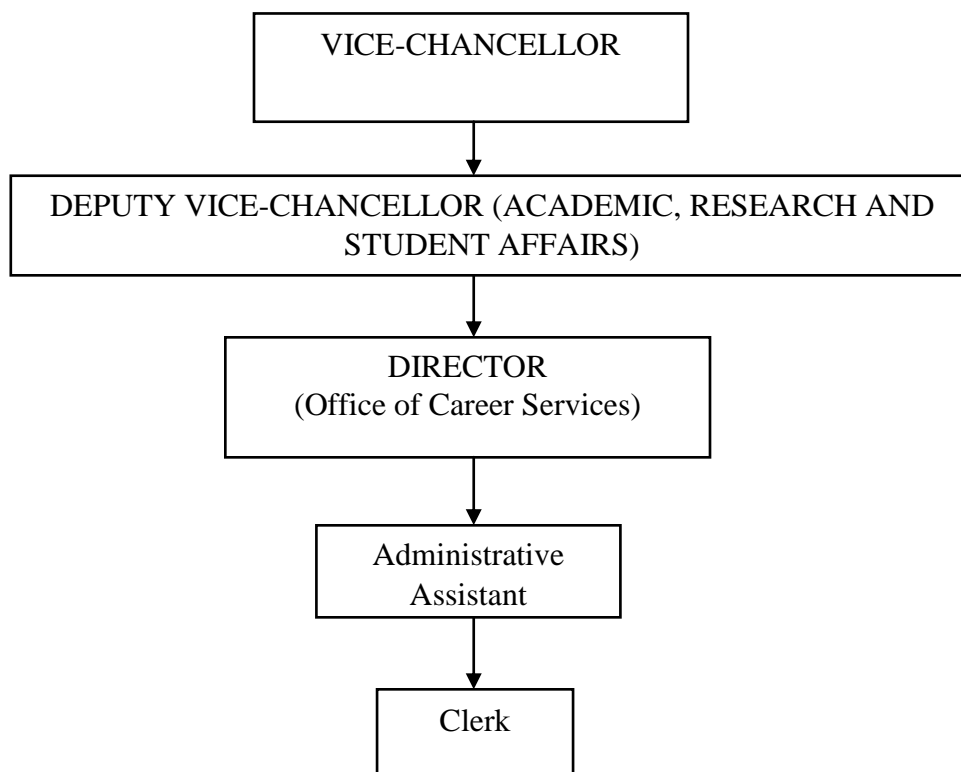 VICE-CHANCELLOR
DEPUTY VICE-CHANCELLOR (ACADEMIC, RESEARCH AND
STUDENT AFFAIRS)
DIRECTOR
(Office of Career Services)
Administrative
Assistant
Clerk